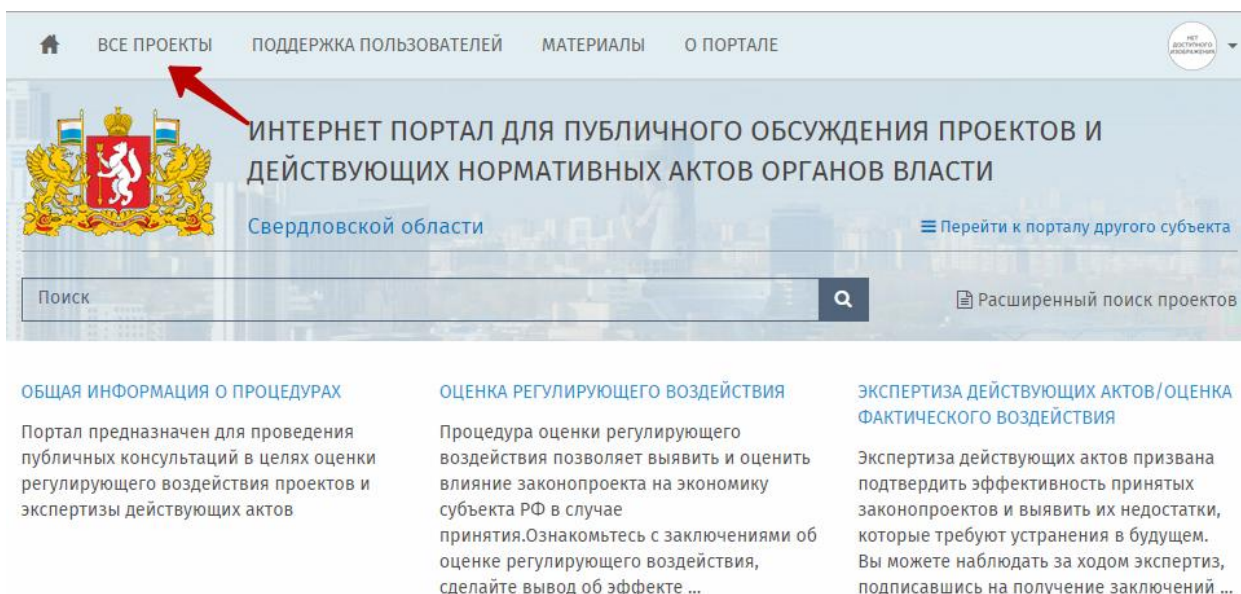 ВСЕ ПРОЕКТЫ ПОДДЕРЖКА ПОЛЬЗОВАТЕЛЕЙ МАТЕРИАЛЫ О ПОРТАЛЕ
НЕТ
ДОСТУПНОГО
ИЗОБРАЖЕНИЯ
ИНТЕРНЕТ ПОРТАЛ ДЛЯ ПУБЛИЧНОГО ОБСУЖДЕНИЯ ПРОЕКТОВ И
ДЕЙСТВУЮЩИХ НОРМАТИВНЫХ АКТОВ ОРГАНОВ ВЛАСТИ
Свердловской области
Перейти к порталу другого субъекта
Поиск
Расширенный поиск проектов
ОБЩАЯ ИНФОРМАЦИЯ О ПРОЦЕДУРАХ
Портал предназначен для проведения
публичных консультаций в целях оценки
регулирующего воздействия проектов и
экспертизы действующих актов
ОЦЕНКА РЕГУЛИРУЮЩЕГО ВОЗДЕЙСТВИЯ
Процедура оценки регулирующего
воздействия позволяет выявить и оценить
влияние законопроекта на экономику
субъекта РФ в случае
принятия.Ознакомьтесь с заключениями об
оценке регулирующего воздействия,
сделайте вывод об эффекте ...
ЭКСПЕРТИЗА ДЕЙСТВУЮЩИХ АКТОВ/ОЦЕНКА
ФАКТИЧЕСКОГО ВОЗДЕЙСТВИЯ
Экспертиза действующих актов призвана
подтвердить эффективность принятых
законопроектов и выявить их недостатки,
которые требуют устранения в будущем.
Вы можете наблюдать за ходом экспертиз,
подписавшись на получение заключений ...